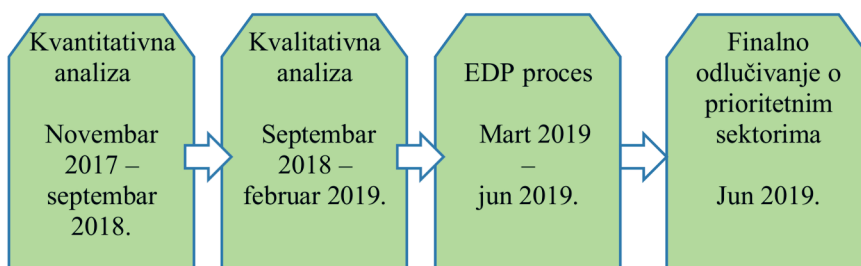 Kvantitativna
analiza
Novembar
2017 –
septembar
2018.
Kvalitativna
analiza
Septembar
2018 –
februar 2019.
EDP proces
Mart 2019
–
jun 2019.
Finalno
odlučivanje o
prioritetnim
sektorima
Jun 2019.